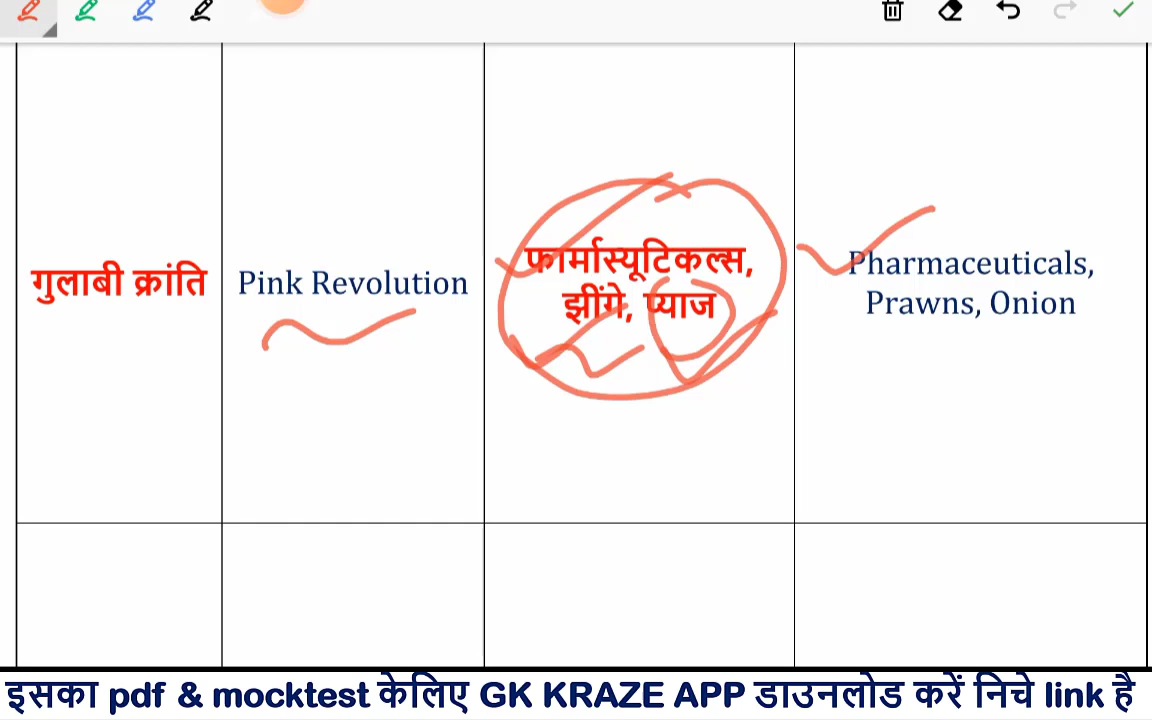 गुलाबी क्रांति
Pink Revolution
फार्मास्यूटिकल्स,
झींगे, प्याज
Pharmaceuticals,
Prawns, Onion
इसका pdf & mocktest केलिए GK KRAZE APP डाउनलोड करें निचे link है